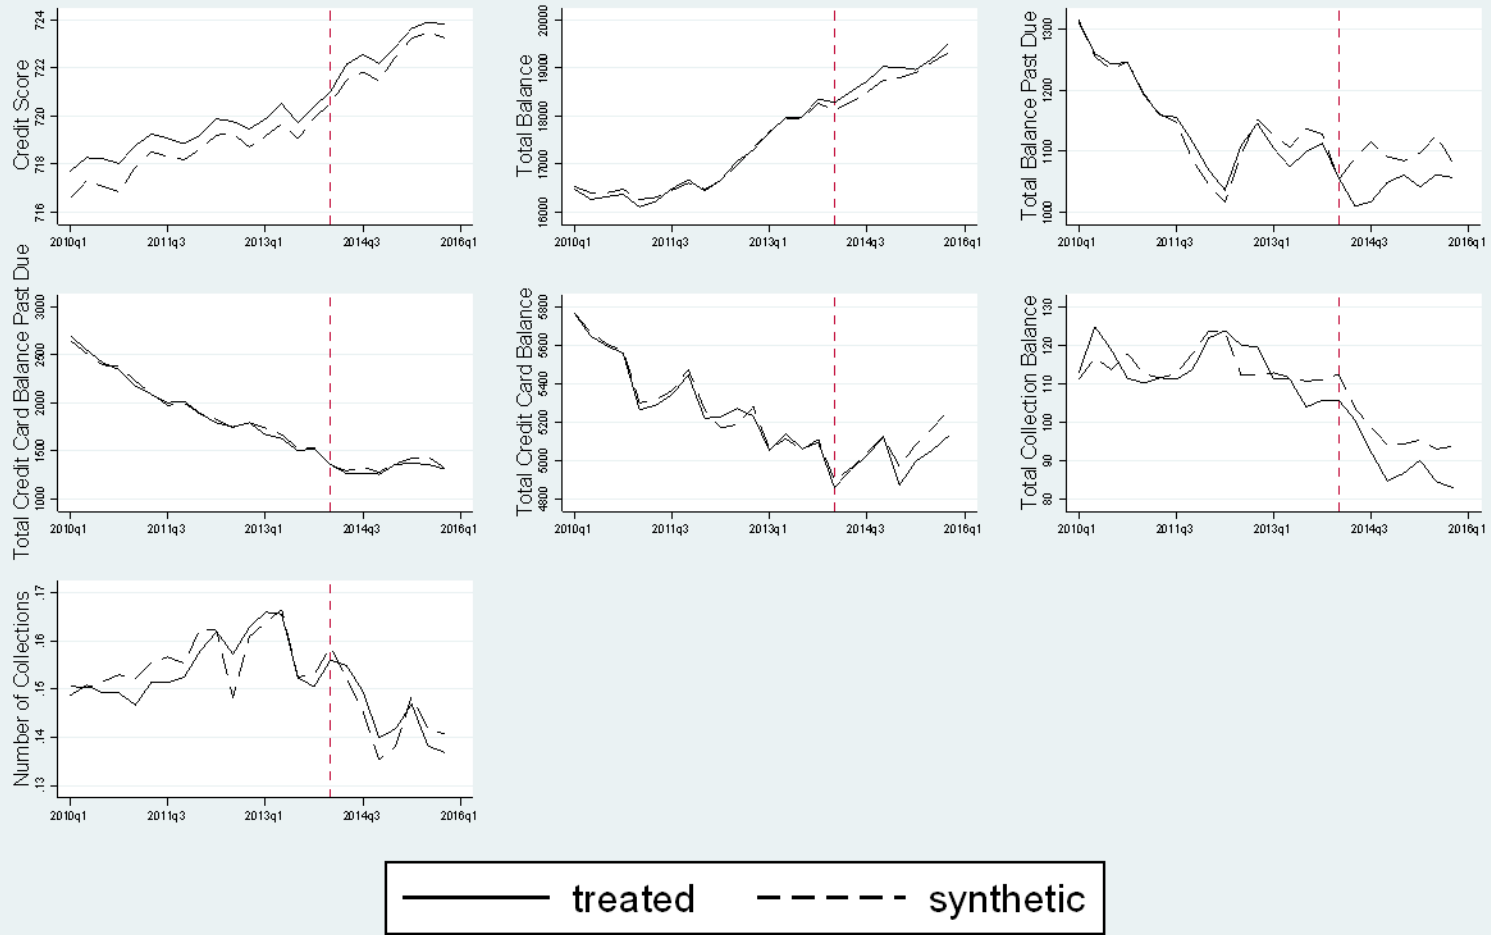 Credit Score
724
722
720
718
716
2010q1 2011q3 2013q1 2014q3 2016q1
Total Balance
20000
19000
18000
17000
16000
2010q1 2011q3 2013q1 2014q3 2016q1
Total Balance Past Due
1300
1200
1100
1000
2010q1 2011q3 2013q1 2014q3 2016q1
Total Credit Card Balance Past Due
3000
2500
2000
1500
1000
2010q1 2011q3 2013q1 2014q3 2016q1
Total Credit Card Balance
5800
5600
5400
5200
5000
4800
2010q1 2011q3 2013q1 2014q3 2016q1
Total Collection Balance
130
120
110
100
90
80
2010q1 2011q3 2013q1 2014q3 2016q1
Number of Collections
.17
.16
.15
.14
.13
2010q1 2011q3 2013q1 2014q3 2016q1
treated synthetic